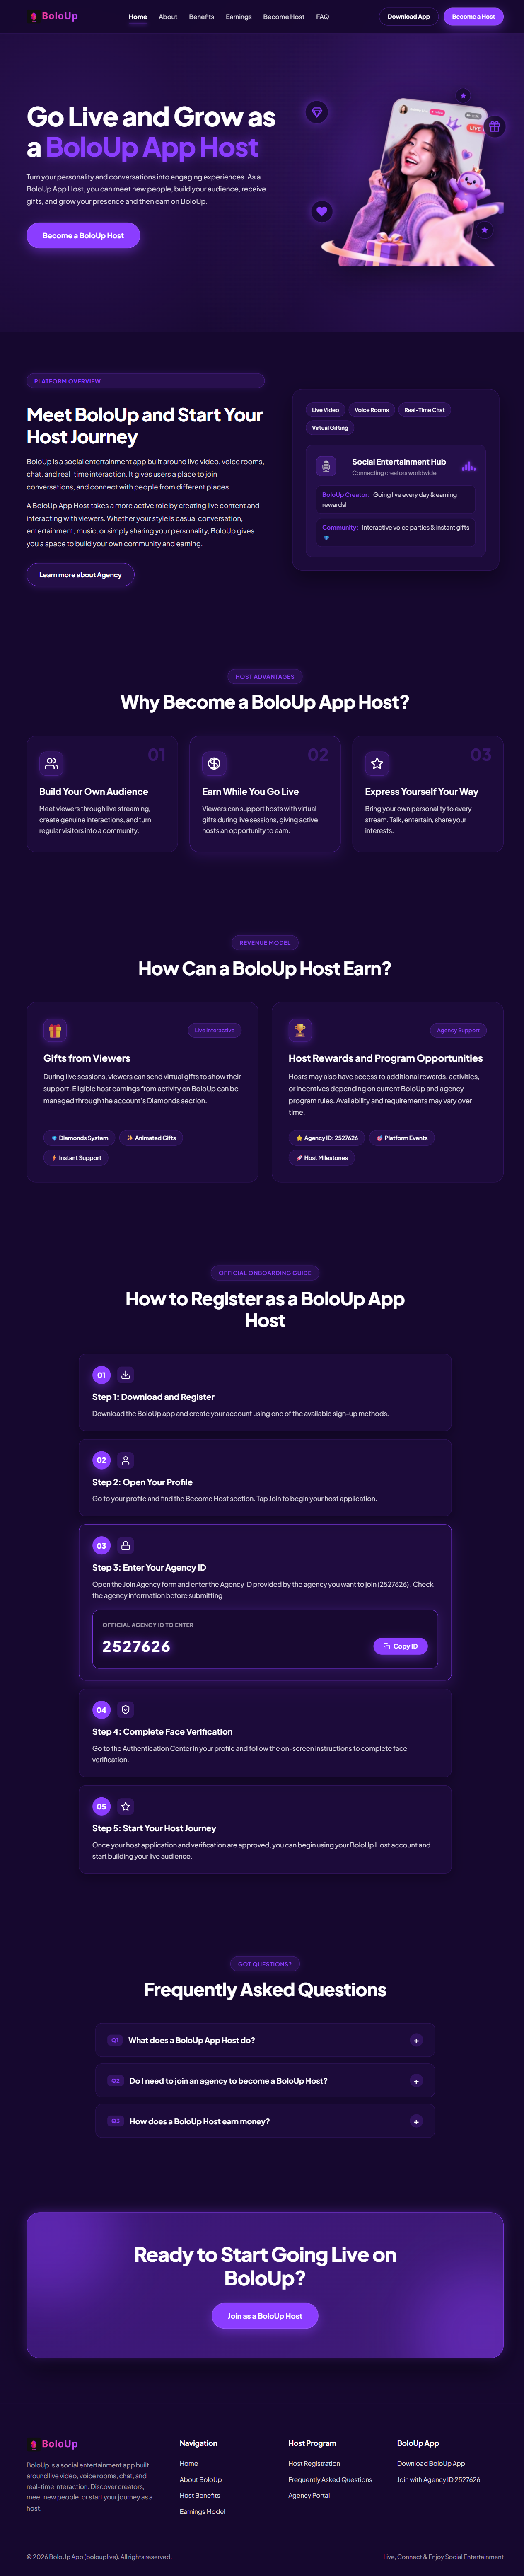 BoloUp
Home
About
Benefits
Earnings
Become Host
FAQ
Download App
Become a Host
Go Live and Grow as
a BoloUp App Host
Turn your personality and conversations into engaging experiences. As a
BoloUp App Host, you can meet new people, build your audience, receive
gifts, and grow your presence and then earn on BoloUp.
Become a BoloUp Host
LIVE
PLATFORM OVERVIEW
Meet BoloUp and Start Your
Host Journey
BoloUp is a social entertainment app built around live video, voice rooms,
chat, and real-time interaction. It gives users a place to join
conversations, and connect with people from different places.
A BoloUp App Host takes a more active role by creating live content and
interacting with viewers. Whether your style is casual conversation,
entertainment, music, or simply sharing your personality, BoloUp gives
you a space to build your own community and earning.
Learn more about Agency
Live Video
Voice Rooms
Real-Time Chat
Virtual Gifting
Social Entertainment Hub
Connecting creators worldwide
BoloUp Creator: Going live every day & earning
rewards!
Community: Interactive voice parties & instant gifts
HOST ADVANTAGES
Why Become a BoloUp App Host?
01
Build Your Own Audience
Meet viewers through live streaming,
create genuine interactions, and turn
regular visitors into a community.
02
Earn While You Go Live
Viewers can support hosts with virtual
gifts during live sessions, giving active
hosts an opportunity to earn.
03
Express Yourself Your Way
Bring your own personality to every
stream. Talk, entertain, share your
interests.
REVENUE MODEL
How Can a BoloUp Host Earn?
Live Interactive
Gifts from Viewers
During live sessions, viewers can send virtual gifts to show their
support. Eligible host earnings from activity on BoloUp can be
managed through the account's Diamonds section.
Diamonds System
Animated Gifts
Instant Support
Agency Support
Host Rewards and Program Opportunities
Hosts may also have access to additional rewards, activities,
or incentives depending on current BoloUp and agency
program rules. Availability and requirements may vary over
time.
Agency ID: 2527626
Platform Events
Host Milestones
OFFICIAL ONBOARDING GUIDE
How to Register as a BoloUp App
Host
01
Step 1: Download and Register
Download the BoloUp app and create your account using one of the available sign-up methods.
02
Step 2: Open Your Profile
Go to your profile and find the Become Host section. Tap Join to begin your host application.
03
Step 3: Enter Your Agency ID
Open the Join Agency form and enter the Agency ID provided by the agency you want to join (2527626) . Check
the agency information before submitting
OFFICIAL AGENCY ID TO ENTER
2527626
Copy ID
04
Step 4: Complete Face Verification
Go to the Authentication Center in your profile and follow the on-screen instructions to complete face
verification.
05
Step 5: Start Your Host Journey
Once your host application and verification are approved, you can begin using your BoloUp Host account and
start building your live audience.
GOT QUESTIONS?
Frequently Asked Questions
Q1 What does a BoloUp App Host do? +
Q2 Do I need to join an agency to become a BoloUp Host? +
Q3 How does a BoloUp Host earn money? +
Ready to Start Going Live on
BoloUp?
Join as a BoloUp Host
BoloUp
BoloUp is a social entertainment app built
around live video, voice rooms, chat, and
real-time interaction. Discover creators,
meet new people, or start your journey as a
host.
Navigation
Home
About BoloUp
Host Benefits
Earnings Model
Host Program
Host Registration
Frequently Asked Questions
Agency Portal
BoloUp App
Download BoloUp App
Join with Agency ID 2527626
© 2026 BoloUp App (bolouplive). All rights reserved.
Live, Connect & Enjoy Social Entertainment